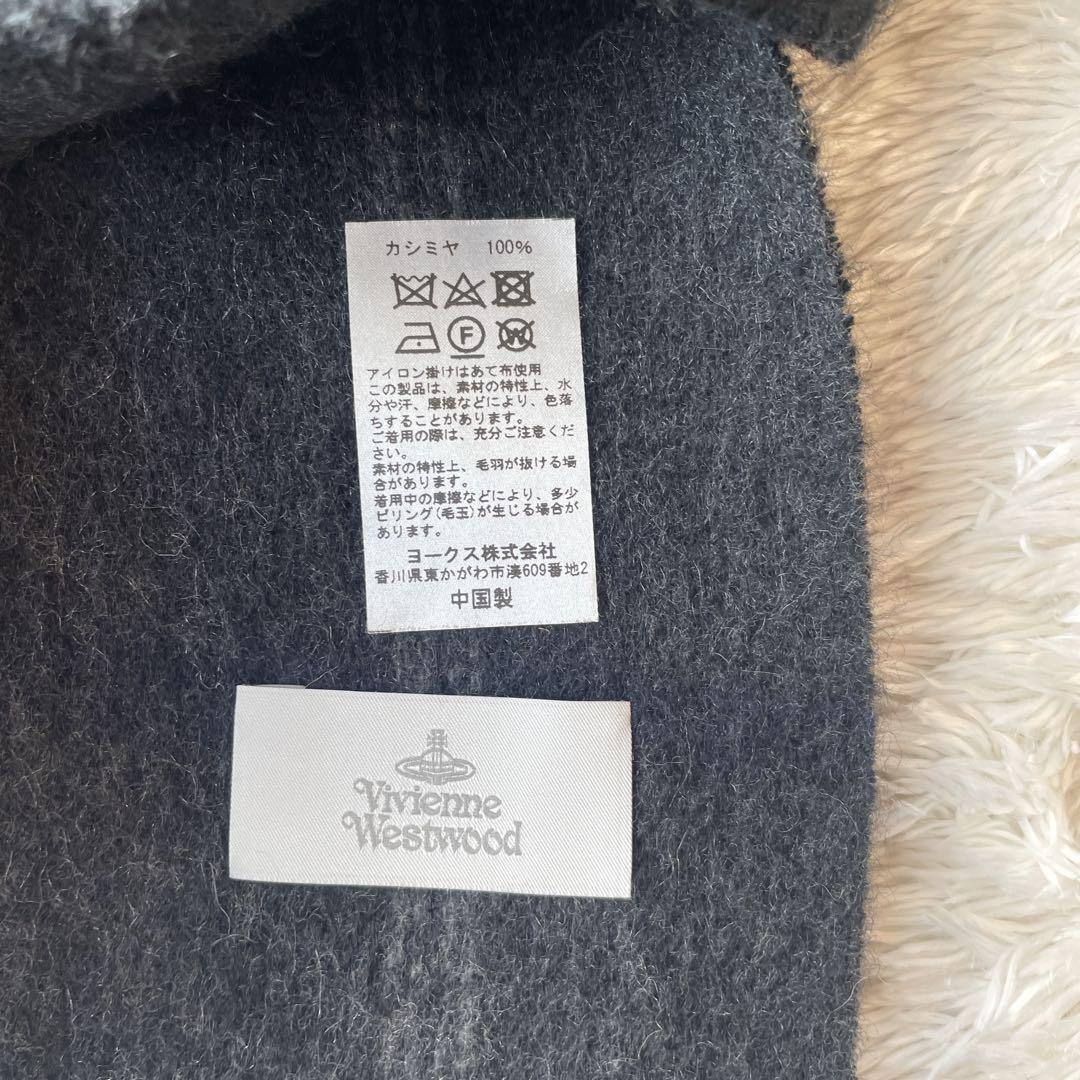 カシミヤ 100%
F
W
アイロン掛けはあて布使用
この製品は、素材の特性上、水
分や汗、摩擦などにより、色落
ちすることがあります。
ご着用の際は、充分ご注意くだ
さい。
素材の特性上、毛羽が抜ける場
合があります。
着用中の摩擦などにより、多少
ピリング(毛玉)が生じる場合が
あります。
ヨークス株式会社
香川県東かがわ市湊609番地2
中国製
Vivienne
Westwood